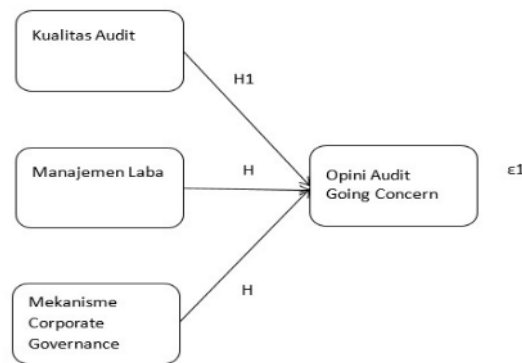 Kualitas Audit
H1
Manajemen Laba
H
Opini Audit
Going Concern
ε1
H
Mekanisme
Corporate
Governance